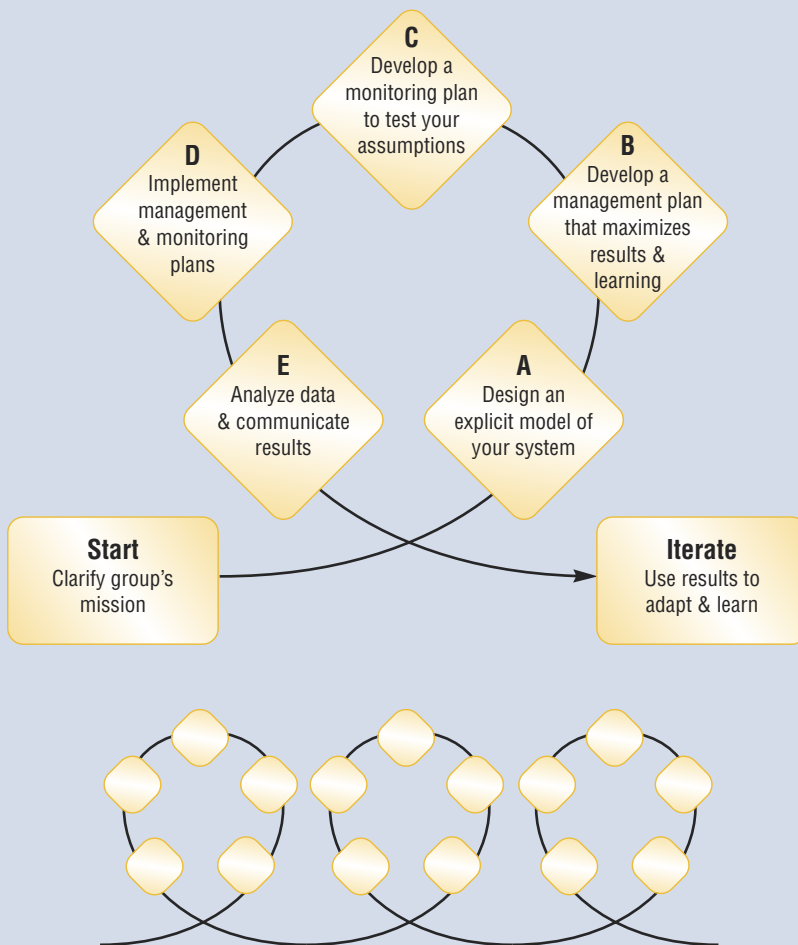 C
Develop a
monitoring plan
to test your
assumptions
D
Implement
management
& monitoring
plans
B
Develop a
management plan
that maximizes
results &
learning
E
Analyze data
& communicate
results
A
Design an
explicit model of
your system
Start
Clarify group’s
mission
Iterate
Use results to
adapt & learn